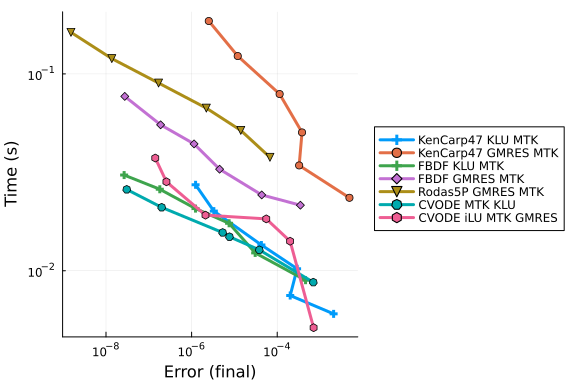 10⁻¹
10⁻²
Time (s)
10⁻⁸
10⁻⁶
10⁻⁴
Error (final)
KenCarp47 KLU MTK
KenCarp47 GMRES MTK
FBDF KLU MTK
FBDF GMRES MTK
Rodas5P GMRES MTK
CVODE MTK KLU
CVODE iLU MTK GMRES